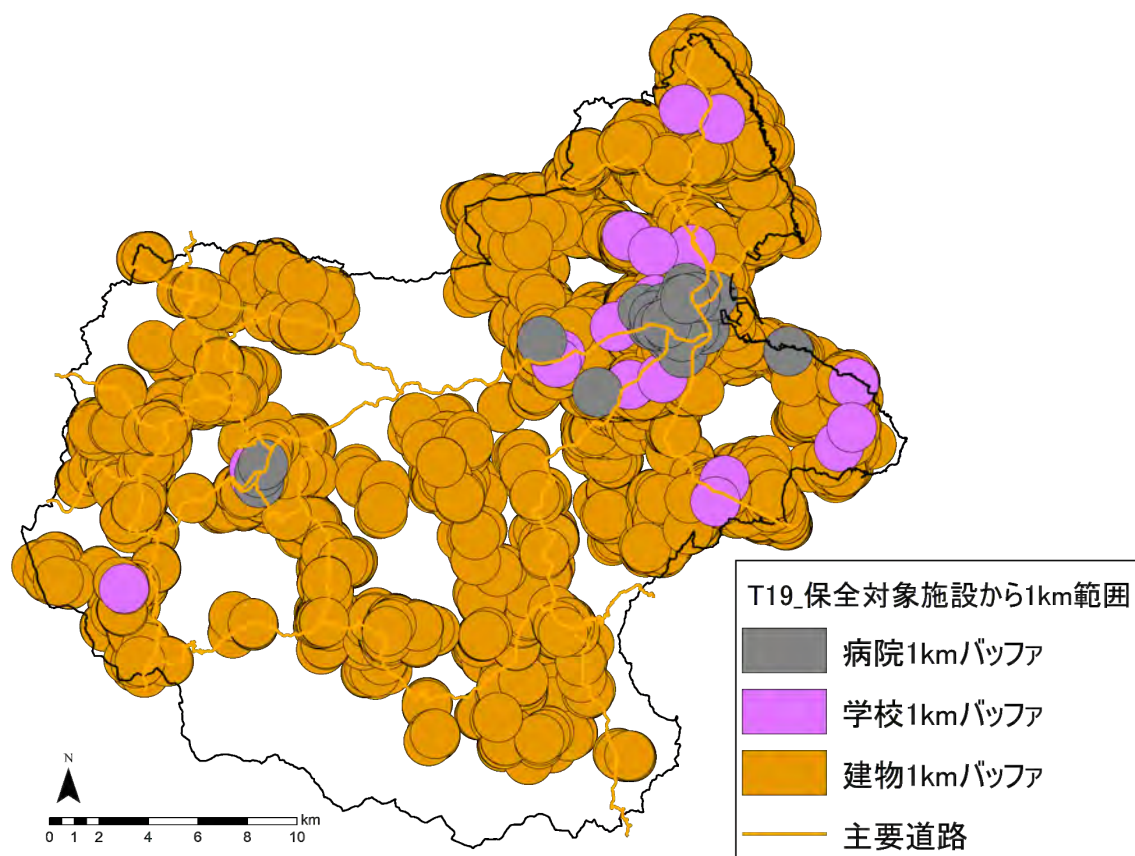 T19_保全対象施設から1km範囲
病院1kmバッファ
学校1kmバッファ
建物1kmバッファ
主要道路
N
km
0 1 2 4 6 8 10